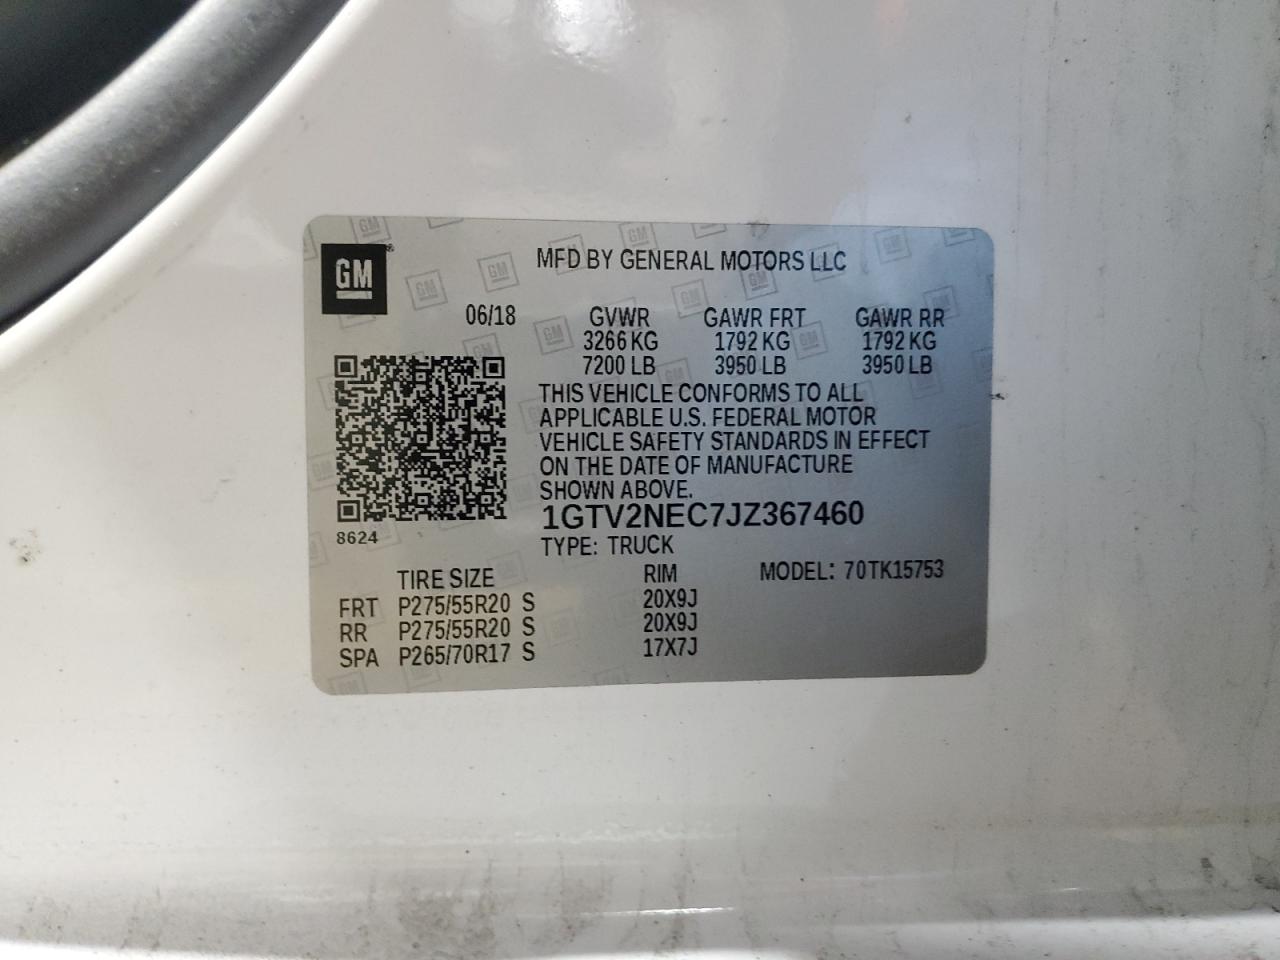 GM®
MFD BY GENERAL MOTORS LLC
06/18 GVWR GAWR FRT GAWR RR
3266 KG 1792 KG 1792 KG
7200 LB 3950 LB 3950 LB
THIS VEHICLE CONFORMS TO ALL
APPLICABLE U.S. FEDERAL MOTOR
VEHICLE SAFETY STANDARDS IN EFFECT
ON THE DATE OF MANUFACTURE
SHOWN ABOVE.
1GTV2NEC7JZ367460
8624
TYPE: TRUCK
TIRE SIZE RIM MODEL: 70TK15753
FRT P275/55R20 S 20X9J
RR P275/55R20 S 20X9J
SPA P265/70R17 S 17X7J